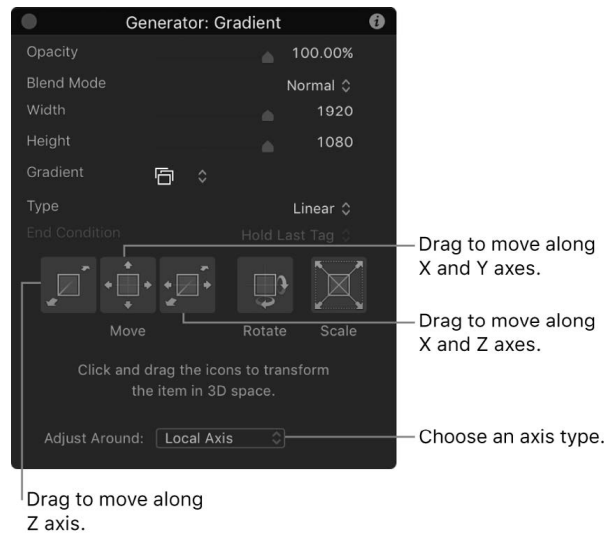 Generator: Gradient
Opacity 100.00%
Blend Mode Normal
Width 1920
Height 1080
Gradient
Type Linear
End Condition Hold Last Tag
Drag to move along
X and Y axes.
Move Rotate Scale
Drag to move along
X and Z axes.
Click and drag the icons to transform
the item in 3D space.
Adjust Around: Local Axis
Choose an axis type.
Drag to move along
Z axis.